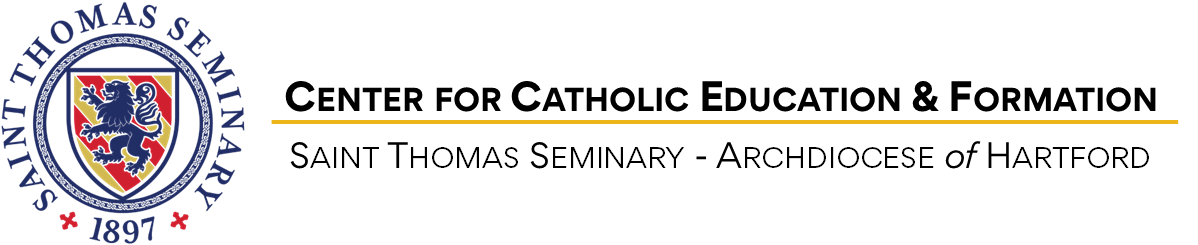 SAINT THOMAS SEMINARY
1897
CENTER FOR CATHOLIC EDUCATION & FORMATION
SAINT THOMAS SEMINARY - ARCHDIOCESE of HARTFORD